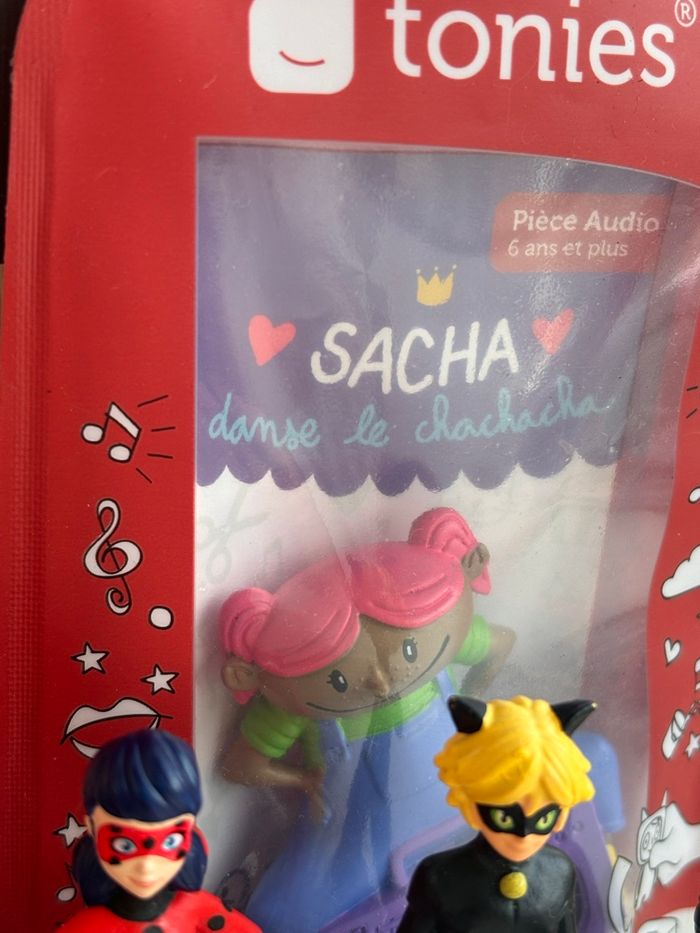 tonies®
Pièce Audio
6 ans et plus
SACHA
danse le chachacha